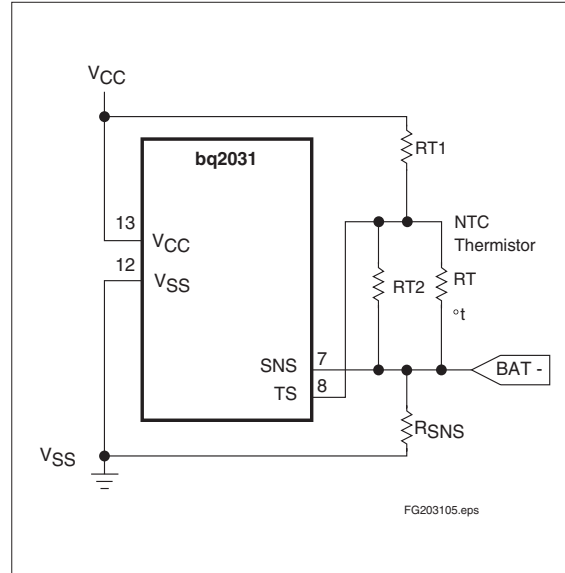 VCC
RT1
bq2031
13
VCC
NTC
Thermistor
12
VSS
RT2
RT
°t
SNS
7
BAT -
TS
8
RSNS
VSS
FG203105.eps